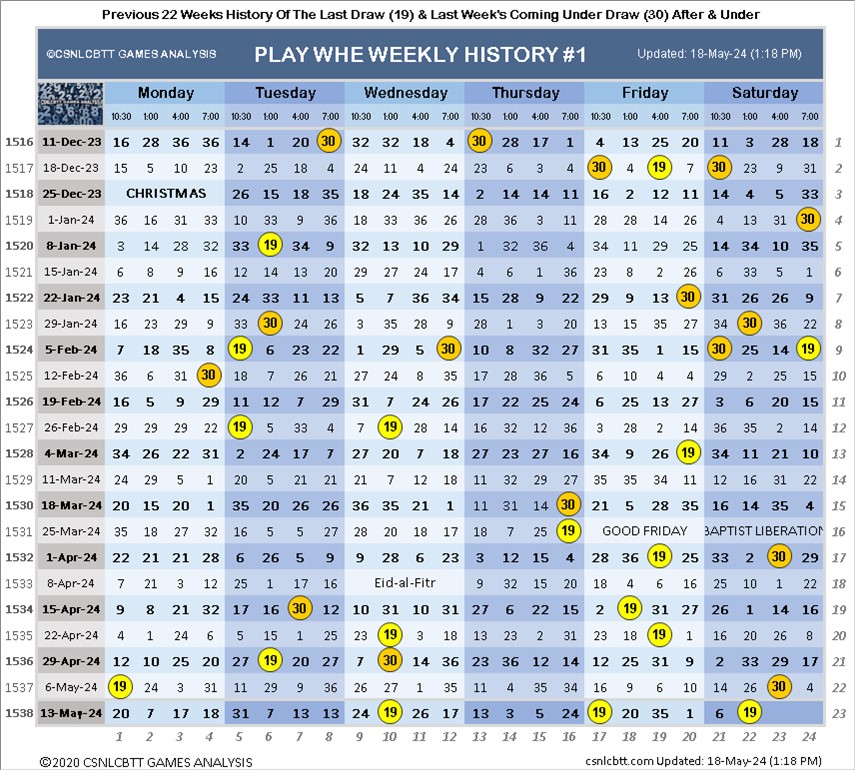 Previous 22 Weeks History Of The Last Draw (19) & Last Week's Coming Under Draw (30) After & Under
©CSNLCBTT GAMES ANALYSIS PLAY WHE WEEKLY HISTORY #1 Updated: 18-May-24 (1:18 PM)
CSNLCBTT GAMES ANALYSIS Monday Tuesday Wednesday Thursday Friday Saturday
10:30 1:00 4:00 7:00 10:30 1:00 4:00 7:00 10:30 1:00 4:00 7:00 10:30 1:00 4:00 7:00 10:30 1:00 4:00 7:00 10:30 1:00 4:00 7:00
1516 11-Dec-23 16 28 36 36 14 1 20 30 32 32 18 4 30 28 17 1 4 13 25 20 11 3 28 18 1
1517 18-Dec-23 15 5 10 23 2 25 18 4 24 11 4 24 23 6 3 4 30 4 19 7 30 23 9 31 2
1518 25-Dec-23 CHRISTMAS 26 15 18 35 18 24 35 14 2 14 14 11 16 2 12 11 14 4 5 33 3
1519 1-Jan-24 36 16 31 33 10 33 9 36 18 33 36 26 28 36 3 11 28 28 14 26 4 13 31 30 4
1520 8-Jan-24 3 14 28 32 33 19 34 9 32 13 10 29 1 32 36 4 34 11 29 25 14 34 10 35 5
1521 15-Jan-24 6 8 9 16 12 14 13 20 29 27 24 17 4 6 1 36 23 8 2 26 6 33 5 1 6
1522 22-Jan-24 23 21 4 15 24 33 11 13 5 7 36 34 15 28 9 22 29 9 13 30 31 26 26 9 7
1523 29-Jan-24 16 23 29 9 33 30 24 26 3 35 28 9 28 1 3 20 13 15 35 27 34 30 36 22 8
1524 5-Feb-24 7 18 35 8 19 6 23 22 1 29 5 30 10 8 32 27 31 35 1 15 30 25 14 19 9
1525 12-Feb-24 36 6 31 30 18 7 26 21 27 24 8 35 17 28 36 5 6 10 4 4 29 2 25 15 10
1526 19-Feb-24 16 5 9 29 11 12 7 29 31 7 24 26 17 22 25 24 6 25 13 27 3 6 20 15 11
1527 26-Feb-24 29 29 29 22 19 5 33 4 7 19 28 14 16 32 12 36 3 28 2 14 36 35 2 14 12
1528 4-Mar-24 34 26 22 31 2 24 17 7 27 20 7 18 27 23 27 16 34 9 26 19 34 11 21 10 13
1529 11-Mar-24 24 29 5 1 20 5 21 21 21 7 12 18 11 32 29 27 35 35 34 11 12 16 31 22 14
1530 18-Mar-24 20 15 20 1 35 20 26 26 36 35 21 1 11 31 14 30 21 5 28 35 16 14 35 4 15
1531 25-Mar-24 35 18 27 32 16 5 5 27 28 20 18 17 18 7 25 19 GOOD FRIDAY BAPTIST LIBERATION 16
1532 1-Apr-24 22 21 21 28 6 26 5 9 9 28 6 23 3 12 15 4 28 36 19 25 33 2 30 29 17
1533 8-Apr-24 7 21 3 12 25 1 17 16 Eid-al-Fitr 9 32 15 20 18 4 6 16 25 10 1 22 18
1534 15-Apr-24 9 8 21 32 17 16 30 12 10 31 10 31 27 6 22 15 2 19 31 27 26 1 14 16 19
1535 22-Apr-24 4 1 24 6 5 15 1 25 23 19 3 18 13 23 2 31 23 18 19 1 16 20 26 8 20
1536 29-Apr-24 12 10 25 20 27 19 20 27 7 30 14 36 23 36 12 14 12 25 31 9 2 33 29 17 21
1537 6-May-24 19 24 3 31 11 29 9 36 26 27 1 35 11 4 35 34 16 9 6 10 14 26 30 4 22
1538 13-May-24 20 7 17 18 31 7 13 13 24 19 26 17 13 3 5 24 19 20 35 1 6 19 23
1 2 3 4 5 6 7 8 9 10 11 12 13 14 15 16 17 18 19 20 21 22 23 24
©2020 CSNLCBTT GAMES ANALYSIS csnlcbtt.com Updated: 18-May-24 (1:18 PM)